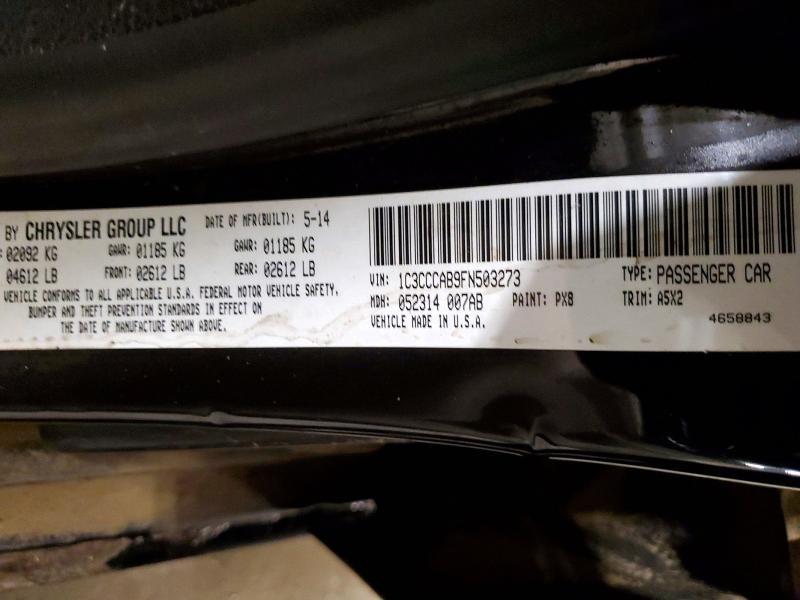 BY CHRYSLER GROUP LLC DATE OF MFR(BUILT): 5-14
: 02092 KG GAWR: 01185 KG GAWR: 01185 KG
04612 LB FRONT: 02612 LB REAR: 02612 LB
VEHICLE CONFORMS TO ALL APPLICABLE U.S.A. FEDERAL MOTOR VEHICLE SAFETY,
BUMPER AND THEFT PREVENTION STANDARDS IN EFFECT ON
THE DATE OF MANUFACTURE SHOWN ABOVE.
VIN: 1C3CCCAB9FN503273 TYPE: PASSENGER CAR
MDH: 052314 007AB PAINT: PX8 TRIM: A5X2
VEHICLE MADE IN U.S.A. 4658843